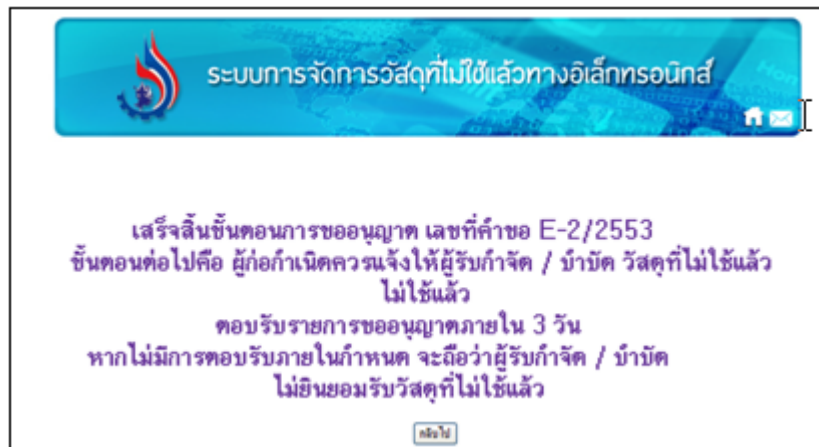 ระบบการจัดการวัสดุที่ไม่ใช้แล้วทางอิเล็กทรอนิกส์
เสร็จสิ้นขั้นตอนการขออนุญาต เลขที่คำขอ E-2/2553
ขั้นตอนต่อไปคือ ผู้ก่อกำเนิดควรแจ้งให้ผู้รับกำจัด / บำบัด วัสดุที่ไม่ใช้แล้ว
ไม่ใช้แล้ว
ตอบรับรายการขออนุญาตภายใน 3 วัน
หากไม่มีการตอบรับภายในกำหนด จะถือว่าผู้รับกำจัด / บำบัด
ไม่ยินยอมรับวัสดุที่ไม่ใช้แล้ว
กลับไป